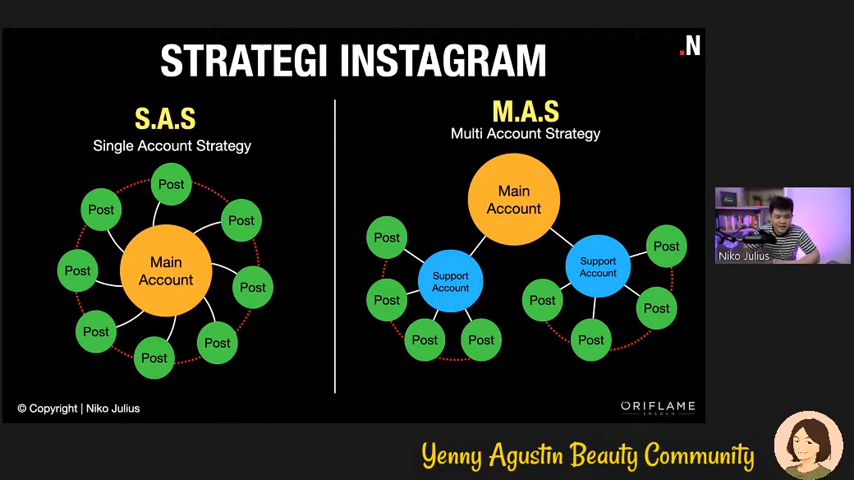 STRATEGI INSTAGRAM
.N
S.A.S
Single Account Strategy
Post
Post
Post
Post
Post
Post
Post
Post
Main
Account
M.A.S
Multi Account Strategy
Main
Account
Support
Account
Post
Post
Post
Post
Support
Account
Post
Post
Post
Post
Niko Julius
© Copyright | Niko Julius
ORIFLAME
SWEDEN
Yenny Agustin Beauty Community